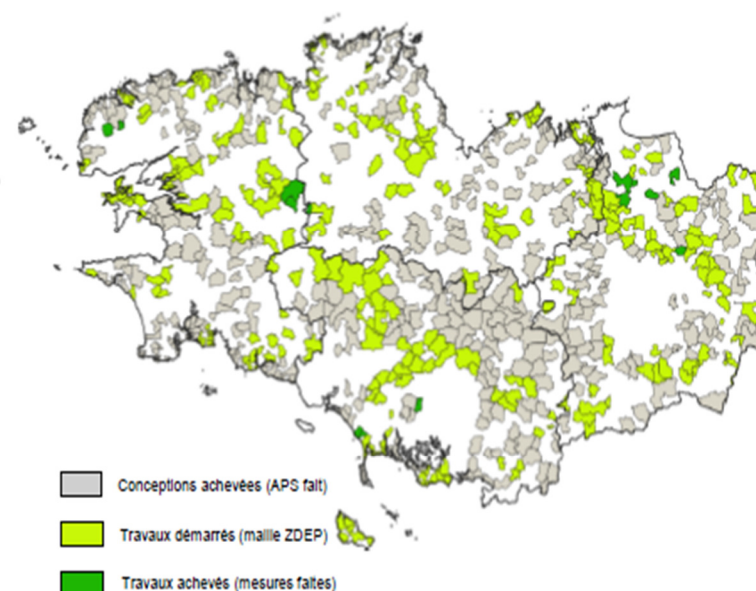 Conceptions achevées (APS fait)
Travaux démarrés (maille ZDEP)
Travaux achevés (mesures faites)